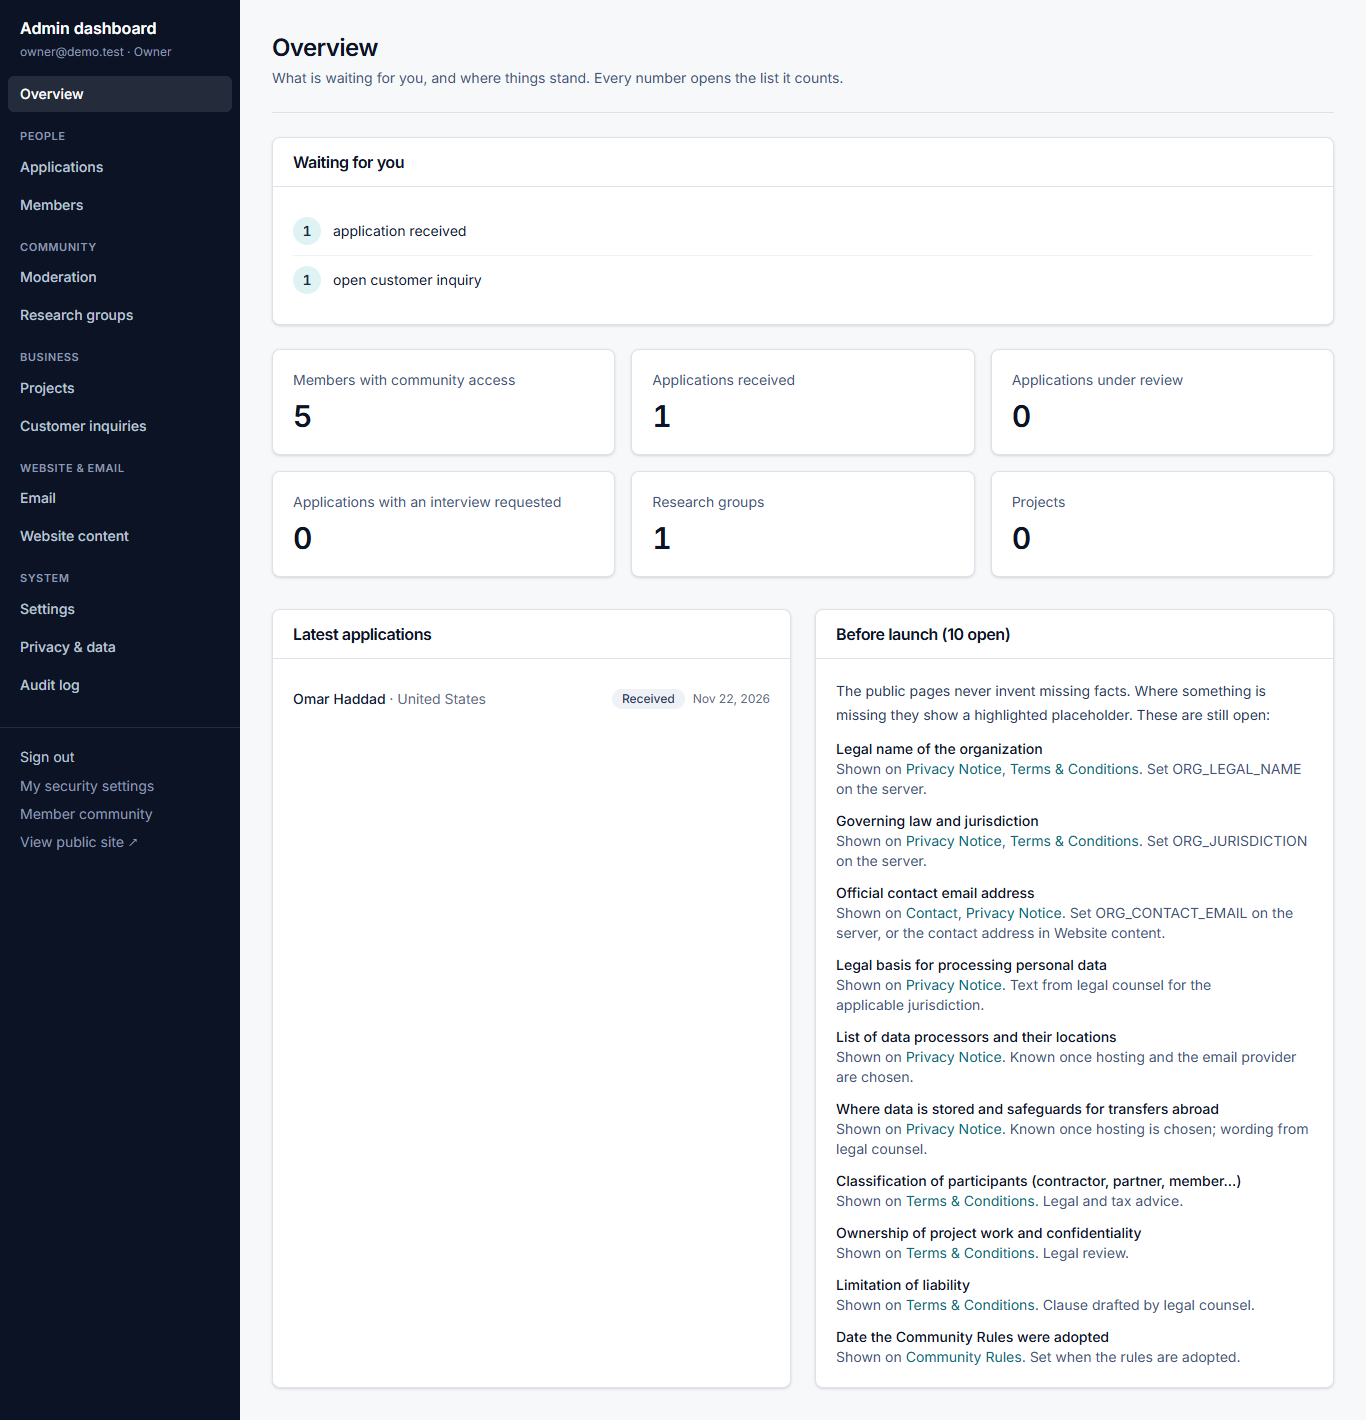 Admin dashboard
owner@demo.test · Owner
Overview
PEOPLE
Applications
Members
COMMUNITY
Moderation
Research groups
BUSINESS
Projects
Customer inquiries
WEBSITE & EMAIL
Email
Website content
SYSTEM
Settings
Privacy & data
Audit log
Sign out
My security settings
Member community
View public site ↗
Overview
What is waiting for you, and where things stand. Every number opens the list it counts.
Waiting for you
1 application received
1 open customer inquiry
Members with community access
5
Applications received
1
Applications under review
0
Applications with an interview requested
0
Research groups
1
Projects
0
Latest applications
Omar Haddad · United States Received Nov 22, 2026
Before launch (10 open)
The public pages never invent missing facts. Where something is
missing they show a highlighted placeholder. These are still open:
Legal name of the organization
Shown on Privacy Notice, Terms & Conditions. Set ORG_LEGAL_NAME
on the server.
Governing law and jurisdiction
Shown on Privacy Notice, Terms & Conditions. Set ORG_JURISDICTION
on the server.
Official contact email address
Shown on Contact, Privacy Notice. Set ORG_CONTACT_EMAIL on the
server, or the contact address in Website content.
Legal basis for processing personal data
Shown on Privacy Notice. Text from legal counsel for the
applicable jurisdiction.
List of data processors and their locations
Shown on Privacy Notice. Known once hosting and the email provider
are chosen.
Where data is stored and safeguards for transfers abroad
Shown on Privacy Notice. Known once hosting is chosen; wording from
legal counsel.
Classification of participants (contractor, partner, member…)
Shown on Terms & Conditions. Legal and tax advice.
Ownership of project work and confidentiality
Shown on Terms & Conditions. Legal review.
Limitation of liability
Shown on Terms & Conditions. Clause drafted by legal counsel.
Date the Community Rules were adopted
Shown on Community Rules. Set when the rules are adopted.